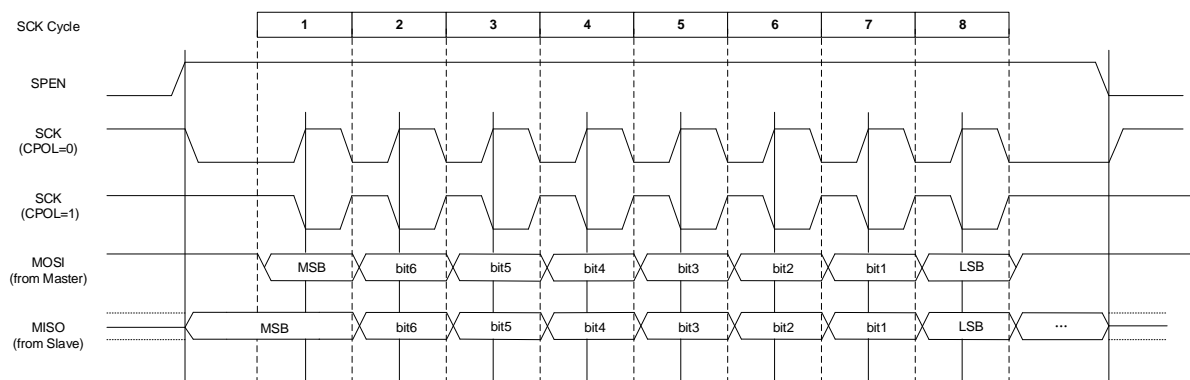 SCK Cycle 1 2 3 4 5 6 7 8
SPEN
SCK
(CPOL=0)
SCK
(CPOL=1)
MOSI
(from Master)
MSB bit6 bit5 bit4 bit3 bit2 bit1 LSB
MISO
(from Slave)
MSB bit6 bit5 bit4 bit3 bit2 bit1 LSB ...